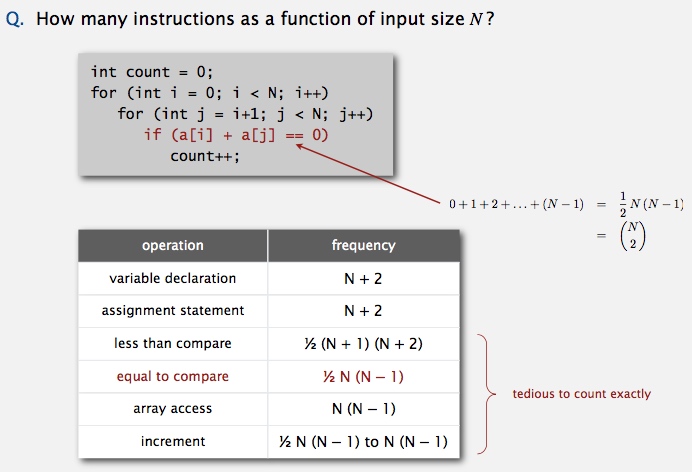 Q. How many instructions as a function of input size N?
int count = 0;
for (int i = 0; i < N; i++)
for (int j = i+1; j < N; j++)
if (a[i] + a[j] == 0)
count++;
0 + 1 + 2 + . . . + (N − 1) = 1/2 N (N − 1)
= (N 2)
operation frequency
variable declaration N + 2
assignment statement N + 2
less than compare ½ (N + 1) (N + 2)
equal to compare ½ N (N − 1)
array access N (N − 1)
increment ½ N (N − 1) to N (N − 1)
tedious to count exactly